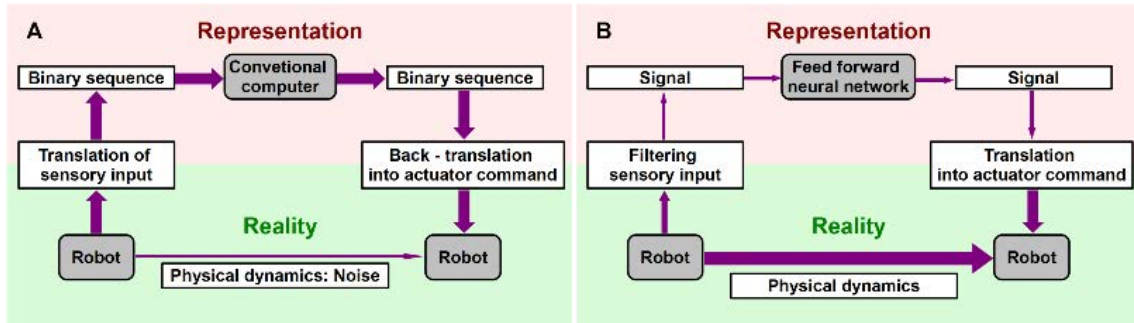 A
Representation
Binary sequence
Convetional
computer
Binary sequence
Translation of
sensory input
Back - translation
into actuator command
Reality
Robot
Robot
Physical dynamics: Noise
B
Representation
Signal
Feed forward
neural network
Signal
Filtering
sensory input
Translation
into actuator command
Reality
Robot
Robot
Physical dynamics